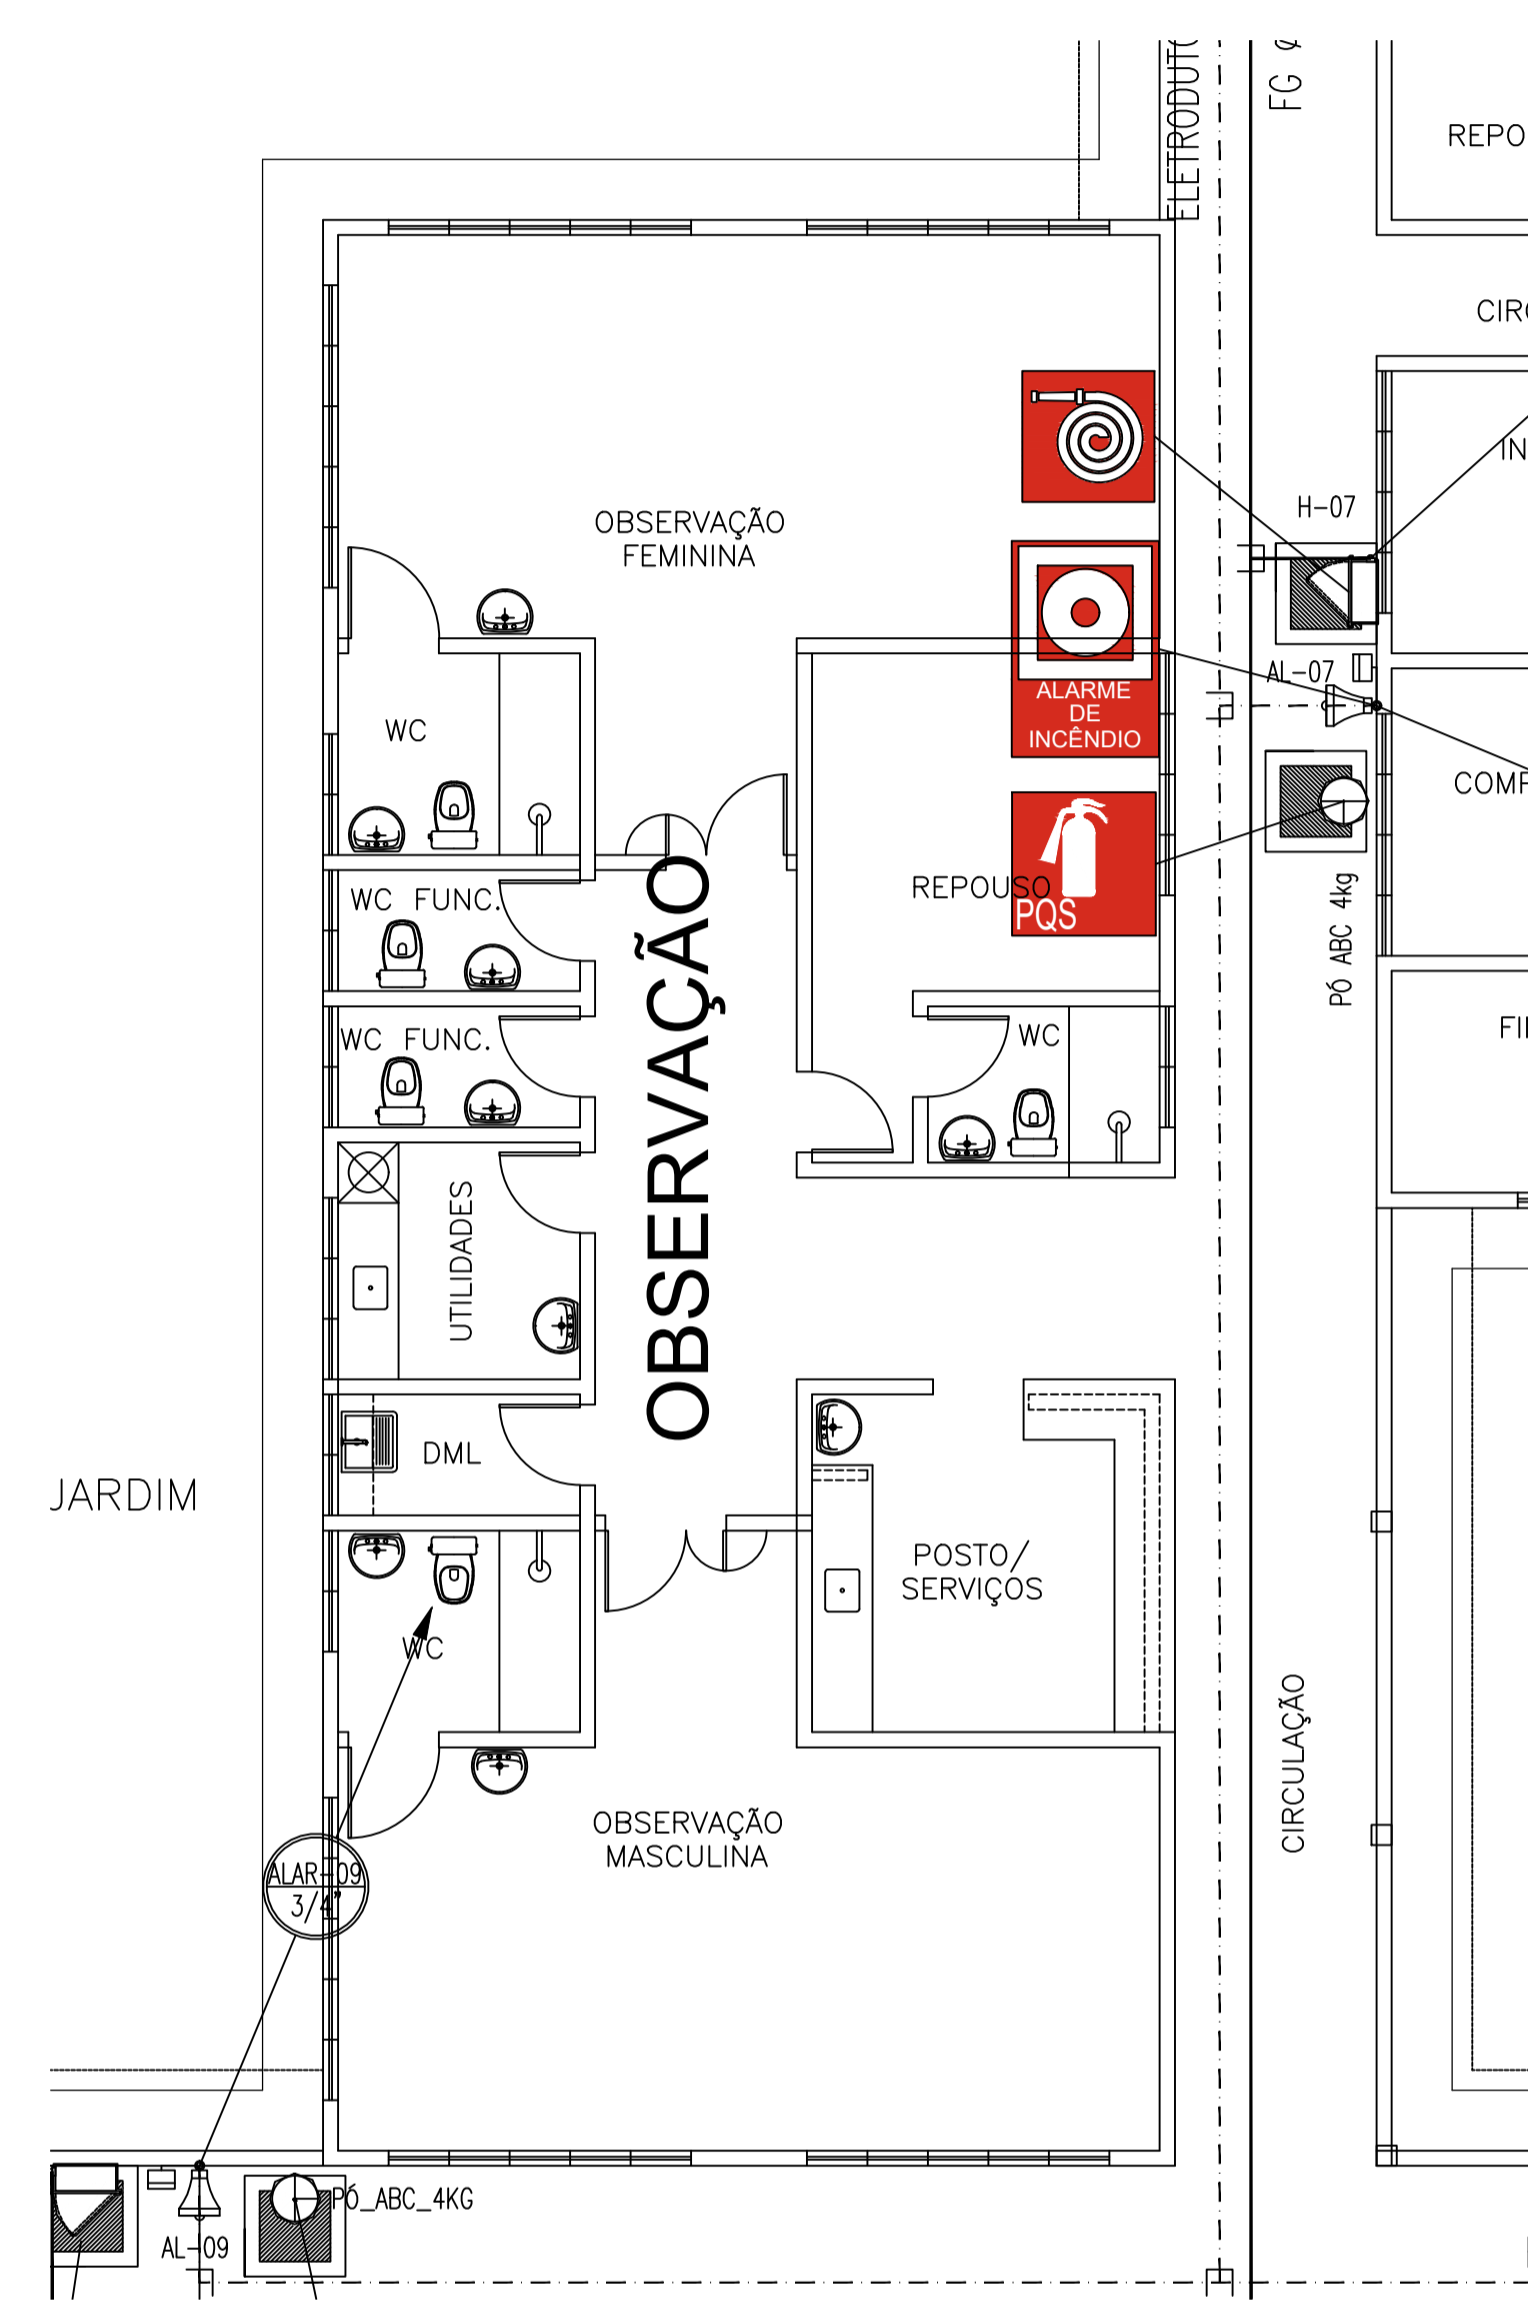 ELETRODUTO
FG
REPO
CIRC
OBSERVAÇÃO
FEMININA
IN
H-07
AL-07
ALARME
DE
INCÊNDIO
WC
COMP
REPOUSO
PQS
PÓ ABC 4kg
WC FUNC.
WC FUNC.
WC
FI
OBSERVAÇÃO
UTILIDADES
DML
JARDIM
POSTO/
SERVIÇOS
WC
CIRCULAÇÃO
OBSERVAÇÃO
MASCULINA
ALAR-09
3/4"
PÓ_ABC_4KG
AL-09